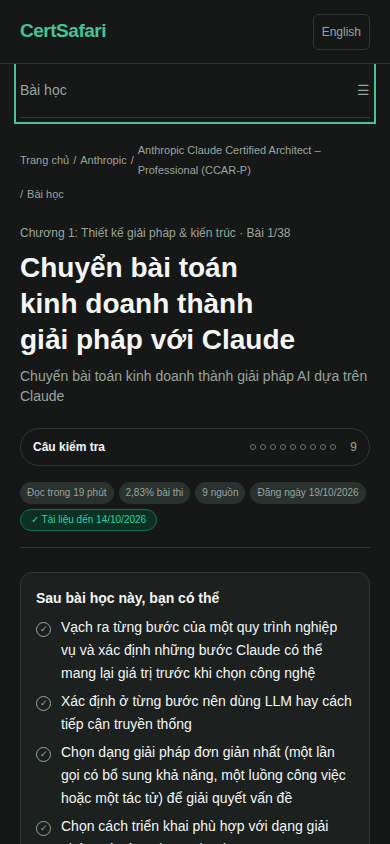 CertSafari
English
Bài học
Trang chủ / Anthropic / Anthropic Claude Certified Architect –
Professional (CCAR-P)
/ Bài học
Chương 1: Thiết kế giải pháp & kiến trúc · Bài 1/38
Chuyển bài toán
kinh doanh thành
giải pháp với Claude
Chuyển bài toán kinh doanh thành giải pháp AI dựa trên
Claude
Câu kiểm tra 9
Đọc trong 19 phút 2,83% bài thi 9 nguồn Đăng ngày 19/10/2026
✓ Tài liệu đến 14/10/2026
Sau bài học này, bạn có thể
Vạch ra từng bước của một quy trình nghiệp
vụ và xác định những bước Claude có thể
mang lại giá trị trước khi chọn công nghệ
Xác định ở từng bước nên dùng LLM hay cách
tiếp cận truyền thống
Chọn dạng giải pháp đơn giản nhất (một lần
gọi có bổ sung khả năng, một luồng công việc
hoặc một tác tử) để giải quyết vấn đề
Chọn cách triển khai phù hợp với dạng giải